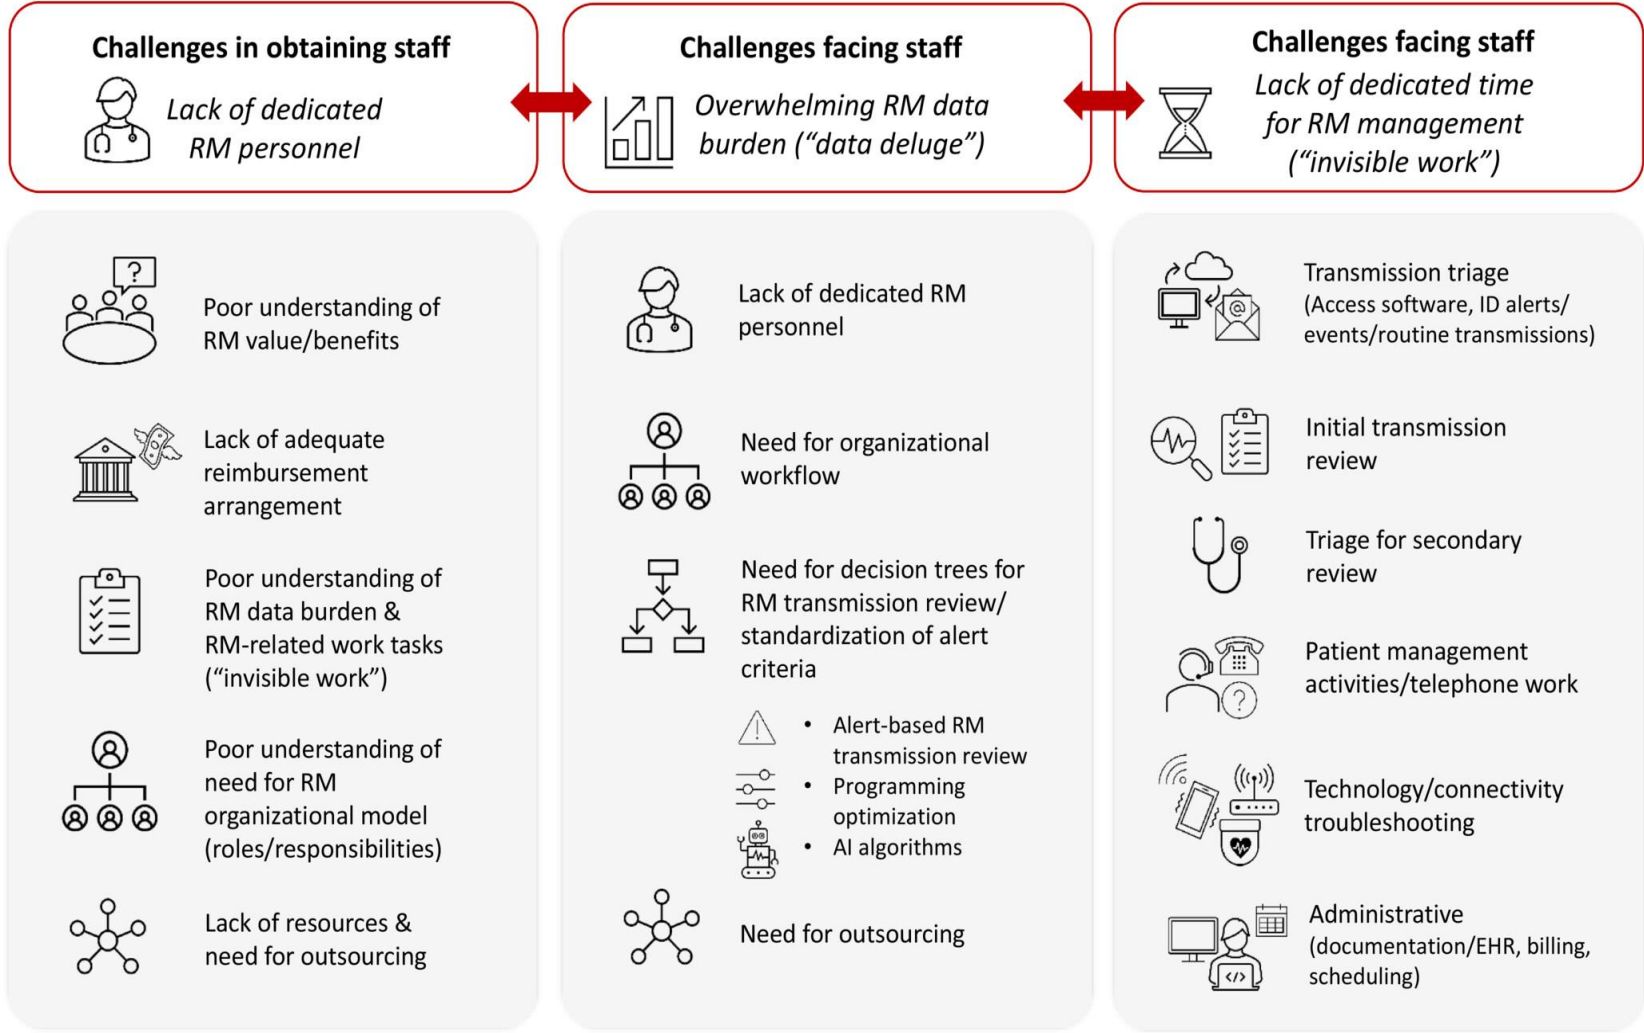 Challenges in obtaining staff
Lack of dedicated
RM personnel
Challenges facing staff
Overwhelming RM data
burden (“data deluge”)
Challenges facing staff
Lack of dedicated time
for RM management
(“invisible work”)
?
Poor understanding of
RM value/benefits
Lack of adequate
reimbursement
arrangement
Poor understanding of
RM data burden &
RM-related work tasks
(“invisible work”)
Poor understanding of
need for RM
organizational model
(roles/responsibilities)
Lack of resources &
need for outsourcing
Lack of dedicated RM
personnel
Need for organizational
workflow
Need for decision trees for
RM transmission review/
standardization of alert
criteria
• Alert-based RM
transmission review
• Programming
optimization
• AI algorithms
Need for outsourcing
@
Transmission triage
(Access software, ID alerts/
events/routine transmissions)
Initial transmission
review
Triage for secondary
review
?
Patient management
activities/telephone work
Technology/connectivity
troubleshooting
</>
Administrative
(documentation/EHR, billing,
scheduling)